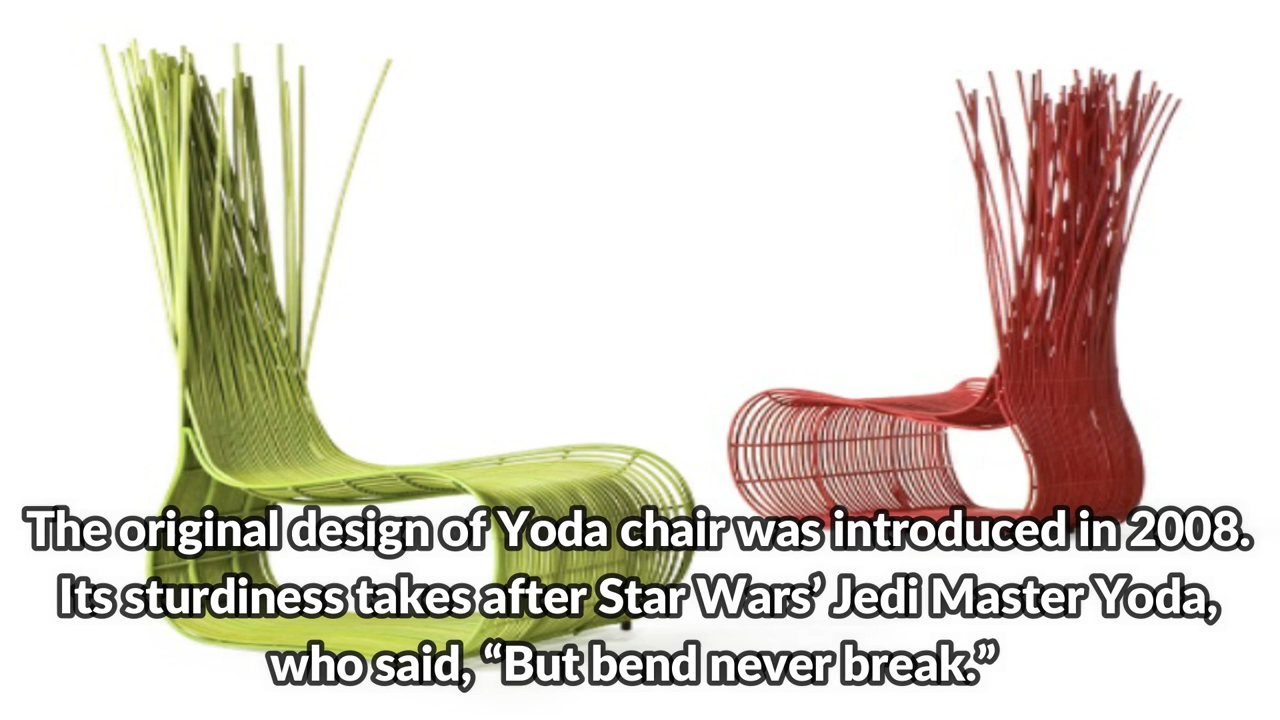 The original design of Yoda chair was introduced in 2008.
Its sturdiness takes after Star Wars’ Jedi Master Yoda,
who said, “But bend never break.”